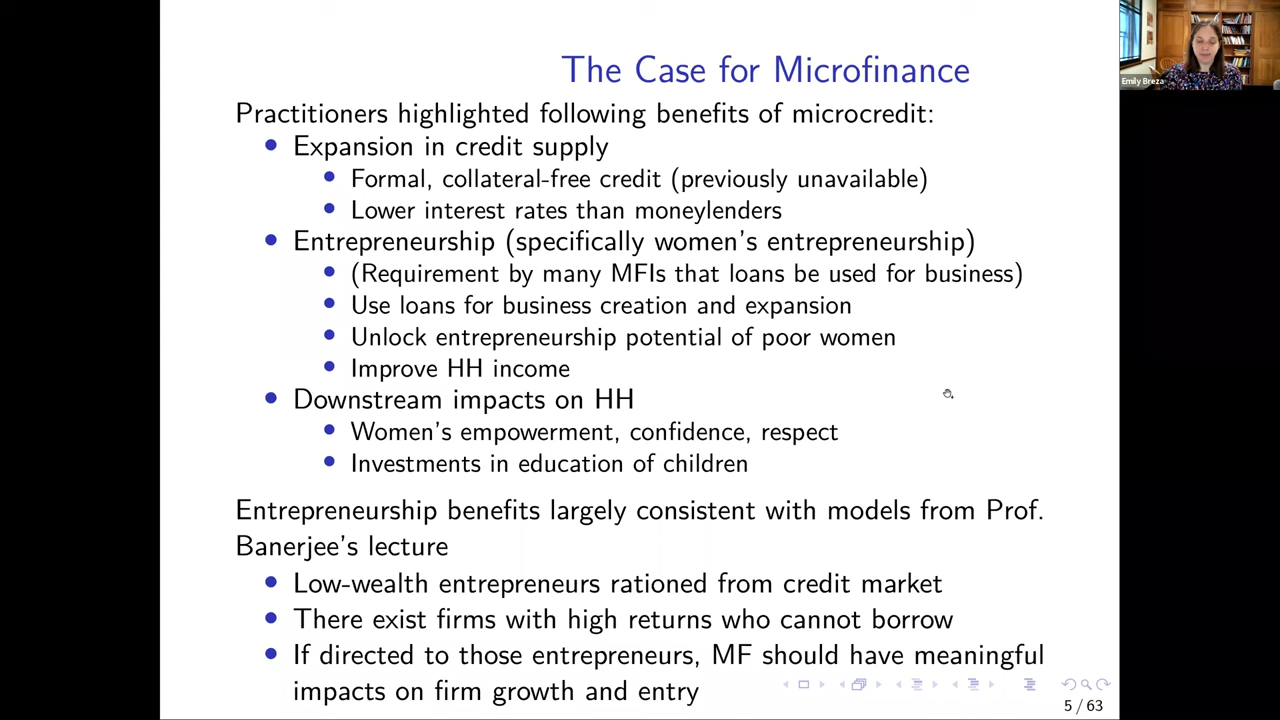 The Case for Microfinance
Emily Breza
Practitioners highlighted following benefits of microcredit:
• Expansion in credit supply
• Formal, collateral-free credit (previously unavailable)
• Lower interest rates than moneylenders
• Entrepreneurship (specifically women's entrepreneurship)
• (Requirement by many MFIs that loans be used for business)
• Use loans for business creation and expansion
• Unlock entrepreneurship potential of poor women
• Improve HH income
• Downstream impacts on HH
• Women's empowerment, confidence, respect
• Investments in education of children
Entrepreneurship benefits largely consistent with models from Prof.
Banerjee's lecture
• Low-wealth entrepreneurs rationed from credit market
• There exist firms with high returns who cannot borrow
• If directed to those entrepreneurs, MF should have meaningful
impacts on firm growth and entry
5 / 63